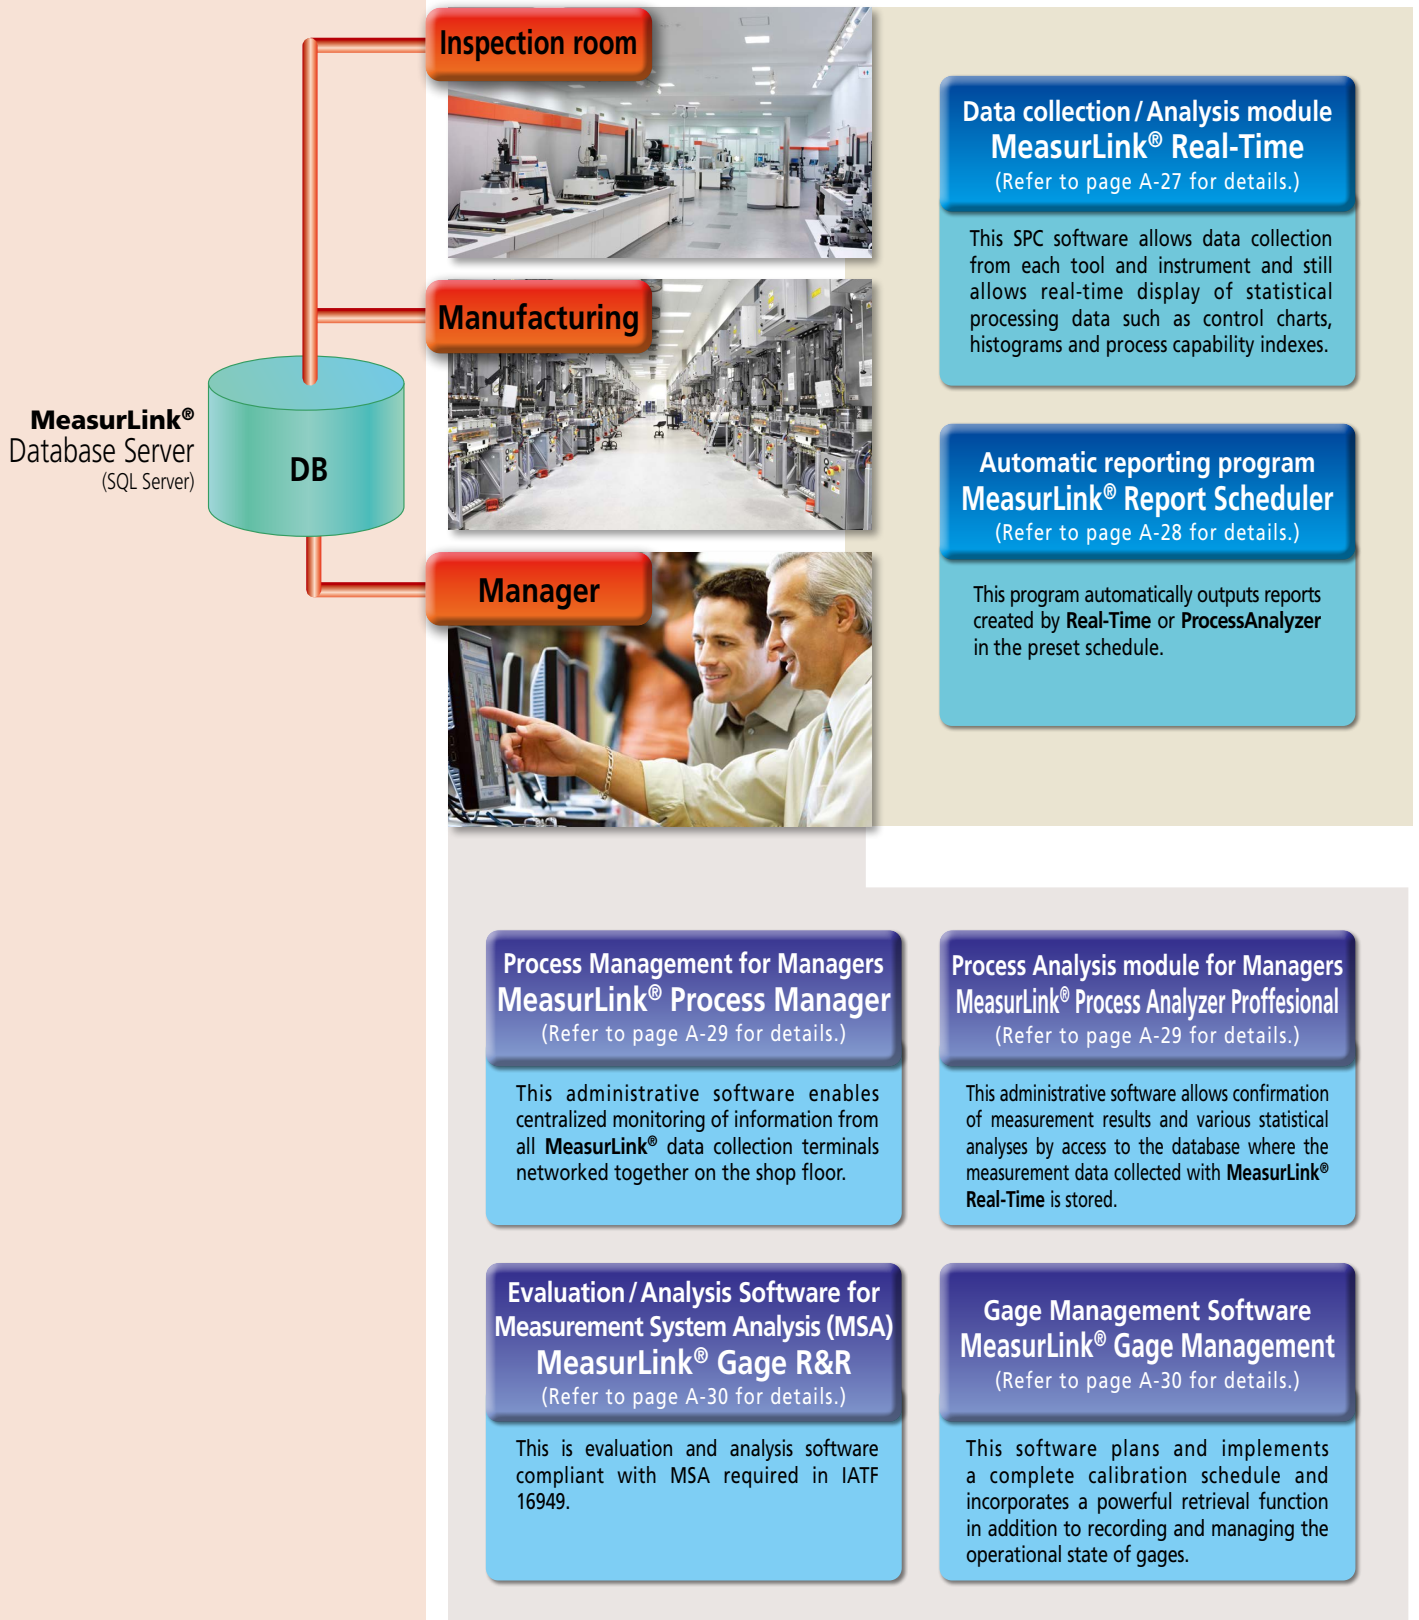 Inspection room
Manufacturing
MeasurLink®
Database Server
(SQL Server)
DB
Manager
Data collection / Analysis module
MeasurLink® Real-Time
(Refer to page A-27 for details.)
This SPC software allows data collection
from each tool and instrument and still
allows real-time display of statistical
processing data such as control charts,
histograms and process capability indexes.
Automatic reporting program
MeasurLink® Report Scheduler
(Refer to page A-28 for details.)
This program automatically outputs reports
created by Real-Time or ProcessAnalyzer
in the preset schedule.
Process Management for Managers
MeasurLink® Process Manager
(Refer to page A-29 for details.)
This administrative software enables
centralized monitoring of information from
all MeasurLink® data collection terminals
networked together on the shop floor.
Process Analysis module for Managers
MeasurLink® Process Analyzer Proffesional
(Refer to page A-29 for details.)
This administrative software allows confirmation
of measurement results and various statistical
analyses by access to the database where the
measurement data collected with MeasurLink®
Real-Time is stored.
Evaluation / Analysis Software for
Measurement System Analysis (MSA)
MeasurLink® Gage R&R
(Refer to page A-30 for details.)
This is evaluation and analysis software
compliant with MSA required in IATF
16949.
Gage Management Software
MeasurLink® Gage Management
(Refer to page A-30 for details.)
This software plans and implements
a complete calibration schedule and
incorporates a powerful retrieval function
in addition to recording and managing the
operational state of gages.